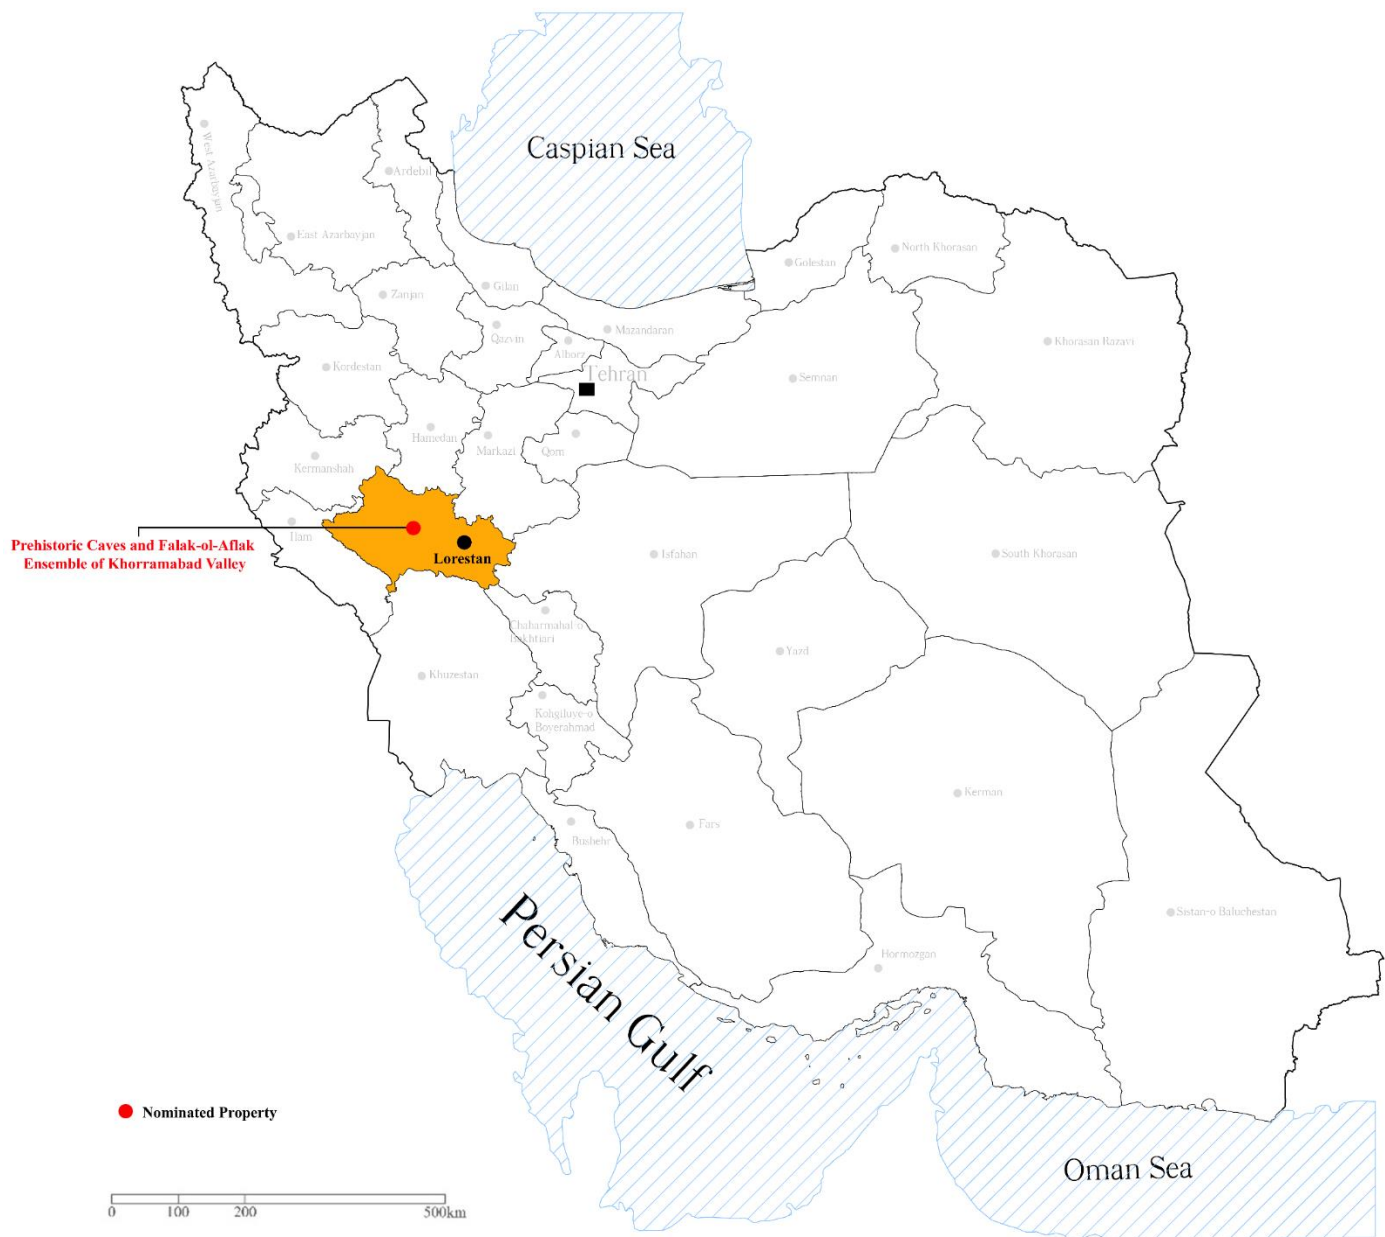 Caspian Sea
West Azarbayjan
Ardebil
East Azarbayjan
Zanjan
Gilan
Golestan
North Khorasan
Qazvin
Mazandaran
Alborz
Tehran
Khorasan Razavi
Kordestan
Semnan
Hamedan
Markazi
Qom
Kermanshah
Ilam
Prehistoric Caves and Falak-ol-Aflak
Ensemble of Khorramabad Valley
Lorestan
Isfahan
South Khorasan
Chaharmahal-o
Bakhtiari
Yazd
Khuzestan
Kohgiluye-o
Boyerahmad
Kerman
Fars
Bushehr
Sistan-o Baluchestan
Hormozgan
Persian Gulf
Nominated Property
Oman Sea
0 100 200 500km